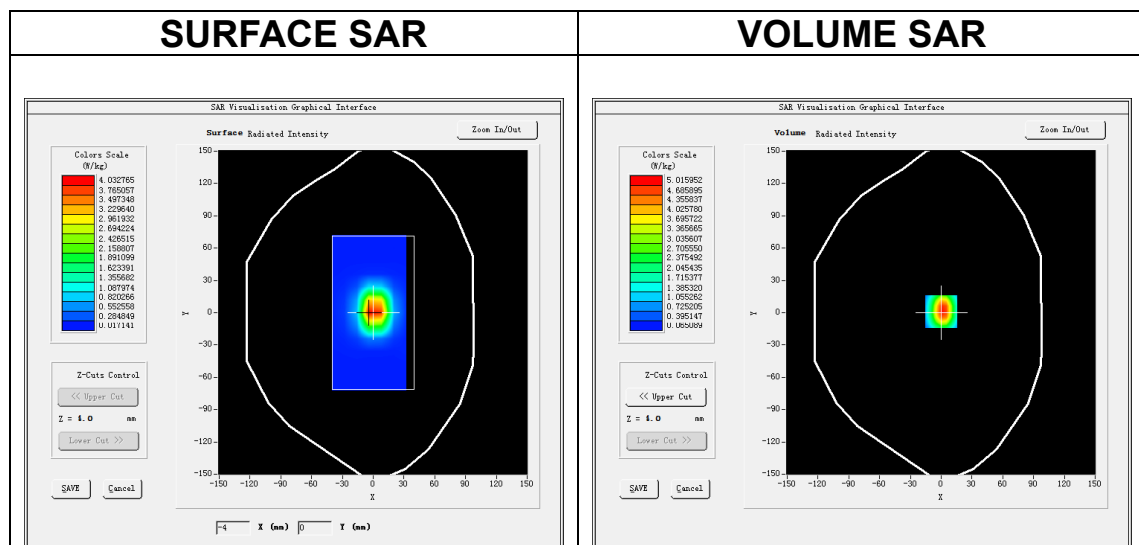 SURFACE SAR
VOLUME SAR
SAR Visualisation Graphical Interface
Surface Radiated Intensity
Zoom In/Out
Colors Scale
(W/kg)
4.032765
3.765057
3.497348
3.229640
2.961932
2.694224
2.426515
2.158807
1.891099
1.623391
1.355682
1.087974
0.820266
0.552558
0.284849
0.017141
150
120
90
60
30
0
-30
-60
-90
-120
-150
Y
-150 -120 -90 -60 -30 0 30 60 90 120 150
X
Z-Cuts Control
<< Upper Cut
Z = 4.0 mm
Lower Cut >>
SAVE Cancel
-4 X (mm) 0 Y (mm)
SAR Visualisation Graphical Interface
Volume Radiated Intensity
Zoom In/Out
Colors Scale
(W/kg)
5.015952
4.685895
4.355837
4.025780
3.695722
3.365665
3.035607
2.705550
2.375492
2.045435
1.715377
1.385320
1.055262
0.725205
0.395147
0.065089
150
120
90
60
30
0
-30
-60
-90
-120
-150
Y
-150 -120 -90 -60 -30 0 30 60 90 120 150
X
Z-Cuts Control
<< Upper Cut
Z = 4.0 mm
Lower Cut >>
SAVE Cancel